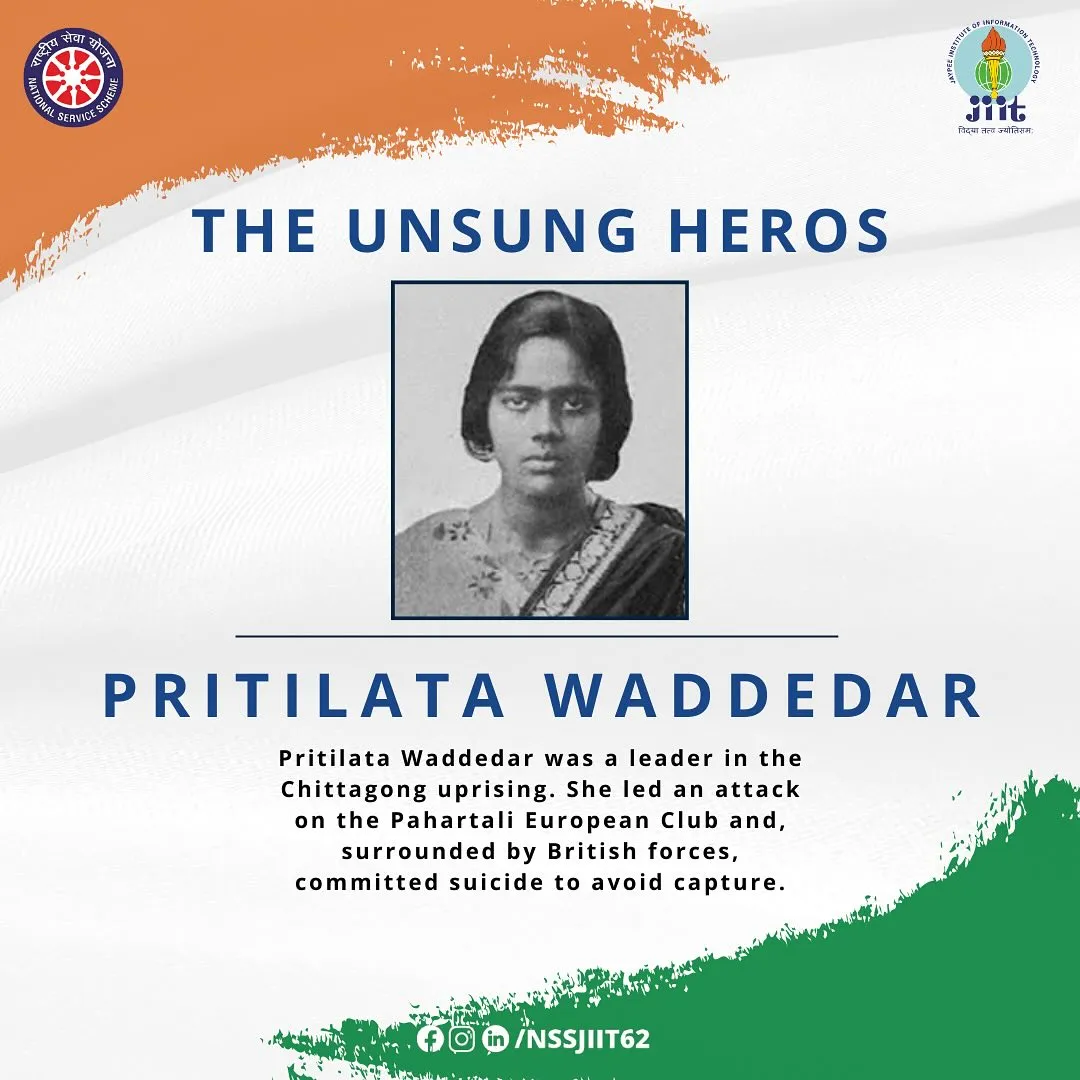 राष्ट्रीय सेवा योजना
NATIONAL SERVICE SCHEME
JAYPEE INSTITUTE OF INFORMATION TECHNOLOGY
jiit
विद्या तत्व ज्योतिसम:
THE UNSUNG HEROS
PRITILATA WADDEDAR
Pritilata Waddedar was a leader in the
Chittagong uprising. She led an attack
on the Pahartali European Club and,
surrounded by British forces,
committed suicide to avoid capture.
/NSSJIIT62